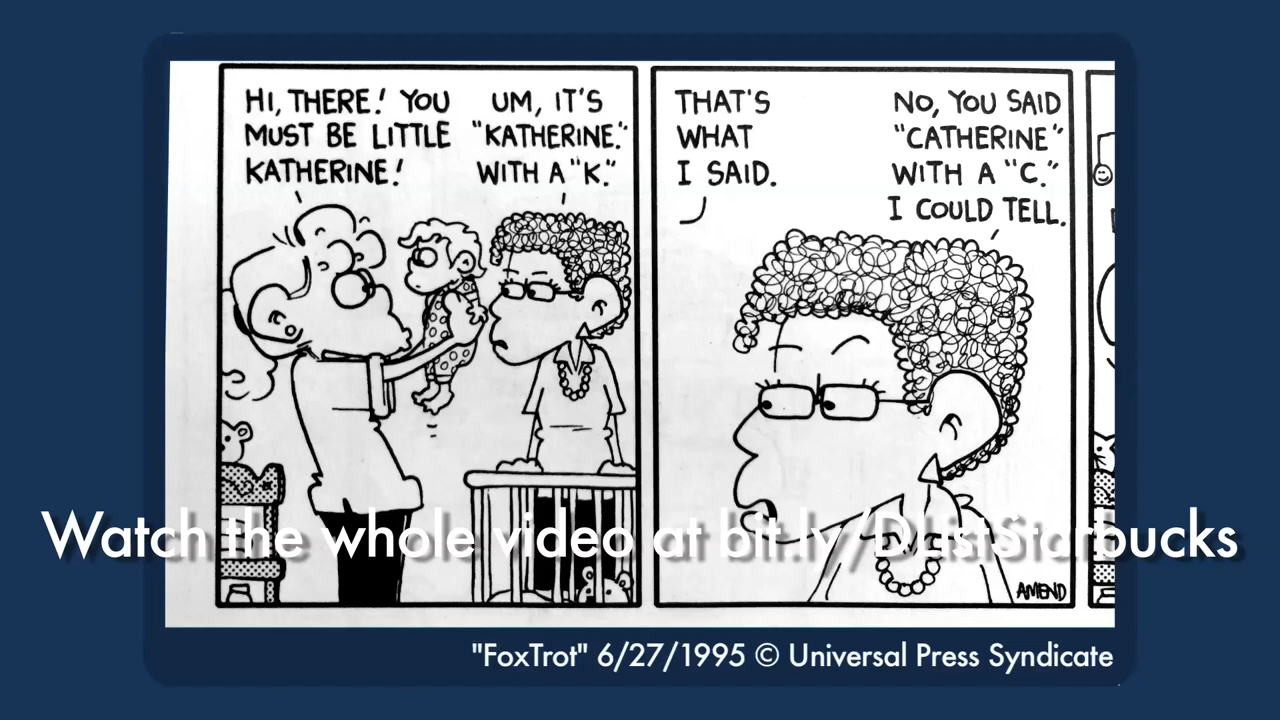 HI, THERE! YOU
MUST BE LITTLE
KATHERINE!
UM, IT'S
"KATHERINE."
WITH A "K."
THAT'S
WHAT
I SAID.
NO, YOU SAID
"CATHERINE"
WITH A "C."
I COULD TELL.
AMEND
Watch the whole video at bit.ly/DListStarbucks
"FoxTrot" 6/27/1995 © Universal Press Syndicate